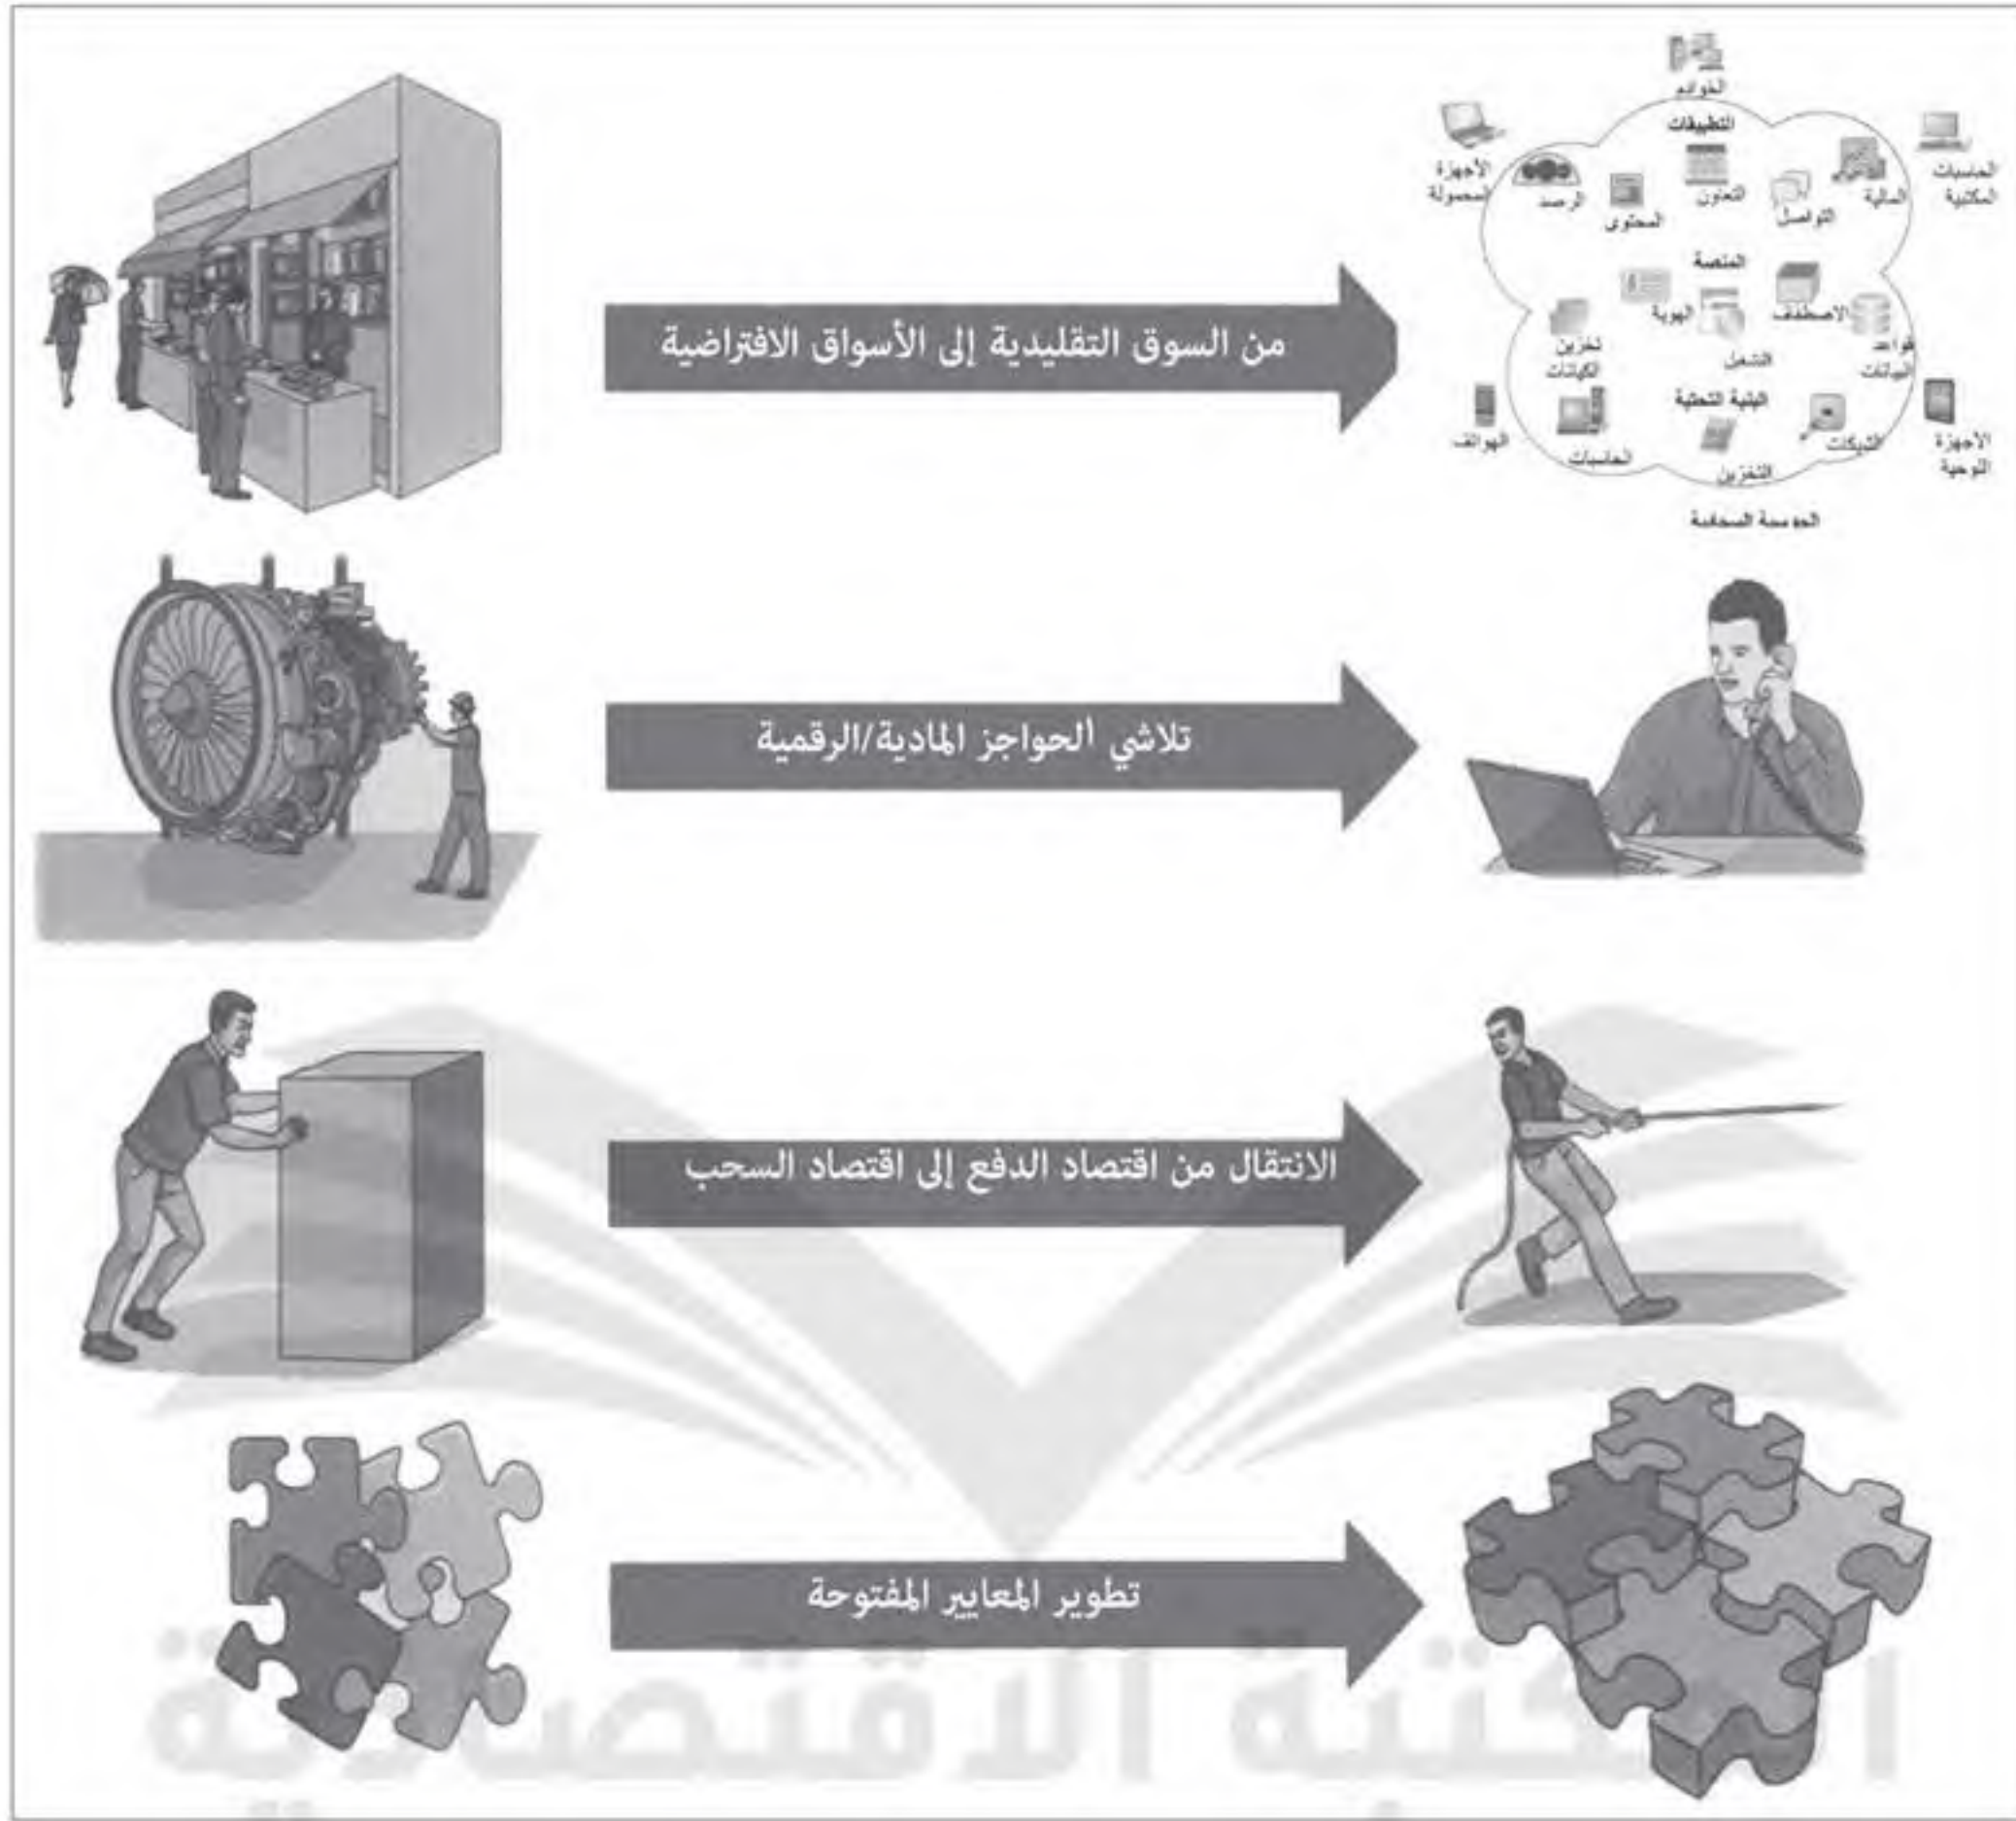 الخوادم
التطبيقات
الحاسبات
المكتبية
المالية
التواصل
التعاون
المحتوى
الرصد
الأجهزة
المحمولة
المنصة
قواعد
البيانات
الاصطفاف
الهوية
التشغيل
تخزين
الكيانات
البنية التحتية
الأجهزة
اللوحية
الشبكات
التخزين
الحاسبات
الهواتف
الحوسبة السحابية
من السوق التقليدية إلى الأسواق الافتراضية
تلاشي الحواجز المادية/الرقمية
الانتقال من اقتصاد الدفع إلى اقتصاد السحب
تطوير المعايير المفتوحة
المكتبة الاقتصادية